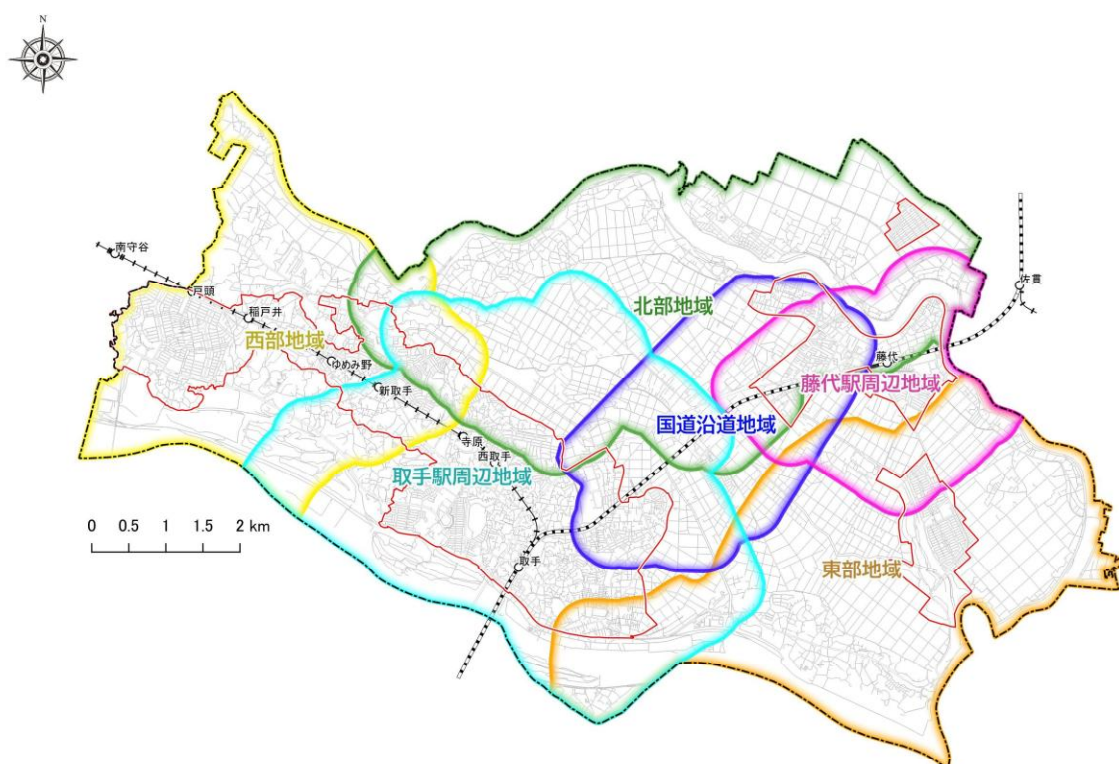 N
南守谷
戸頭
稲戸井
西部地域
ゆめみ野
新取手
寺原
西取手
取手駅周辺地域
取手
北部地域
国道沿道地域
佐貫
藤代
藤代駅周辺地域
東部地域
0 0.5 1 1.5 2 km